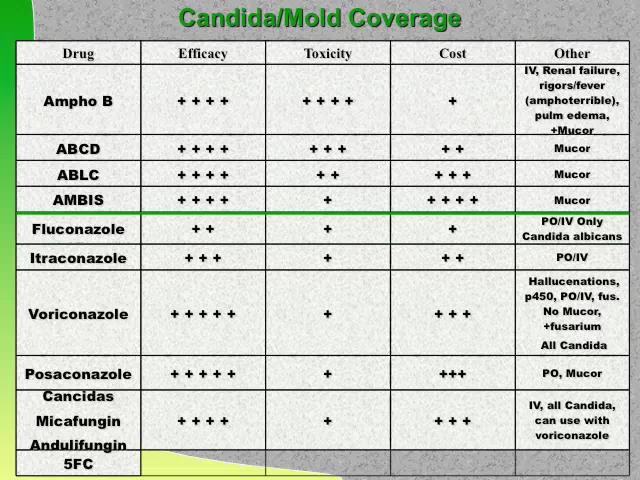 Candida/Mold Coverage
Drug Efficacy Toxicity Cost Other
Ampho B + + + + + + + + + IV, Renal failure,
rigors/fever
(amphoterrible),
pulm edema,
+Mucor
ABCD + + + + + + + + + Mucor
ABLC + + + + + + + + + Mucor
AMBIS + + + + + + + + + Mucor
Fluconazole + + + + PO/IV Only
Candida albicans
Itraconazole + + + + + + PO/IV
Voriconazole + + + + + + + + + Hallucenations,
p450, PO/IV, fus.
No Mucor,
+fusarium
All Candida
Posaconazole + + + + + + +++ PO, Mucor
Cancidas
Micafungin
Andulifungin + + + + + + + + IV, all Candida,
can use with
voriconazole
5FC